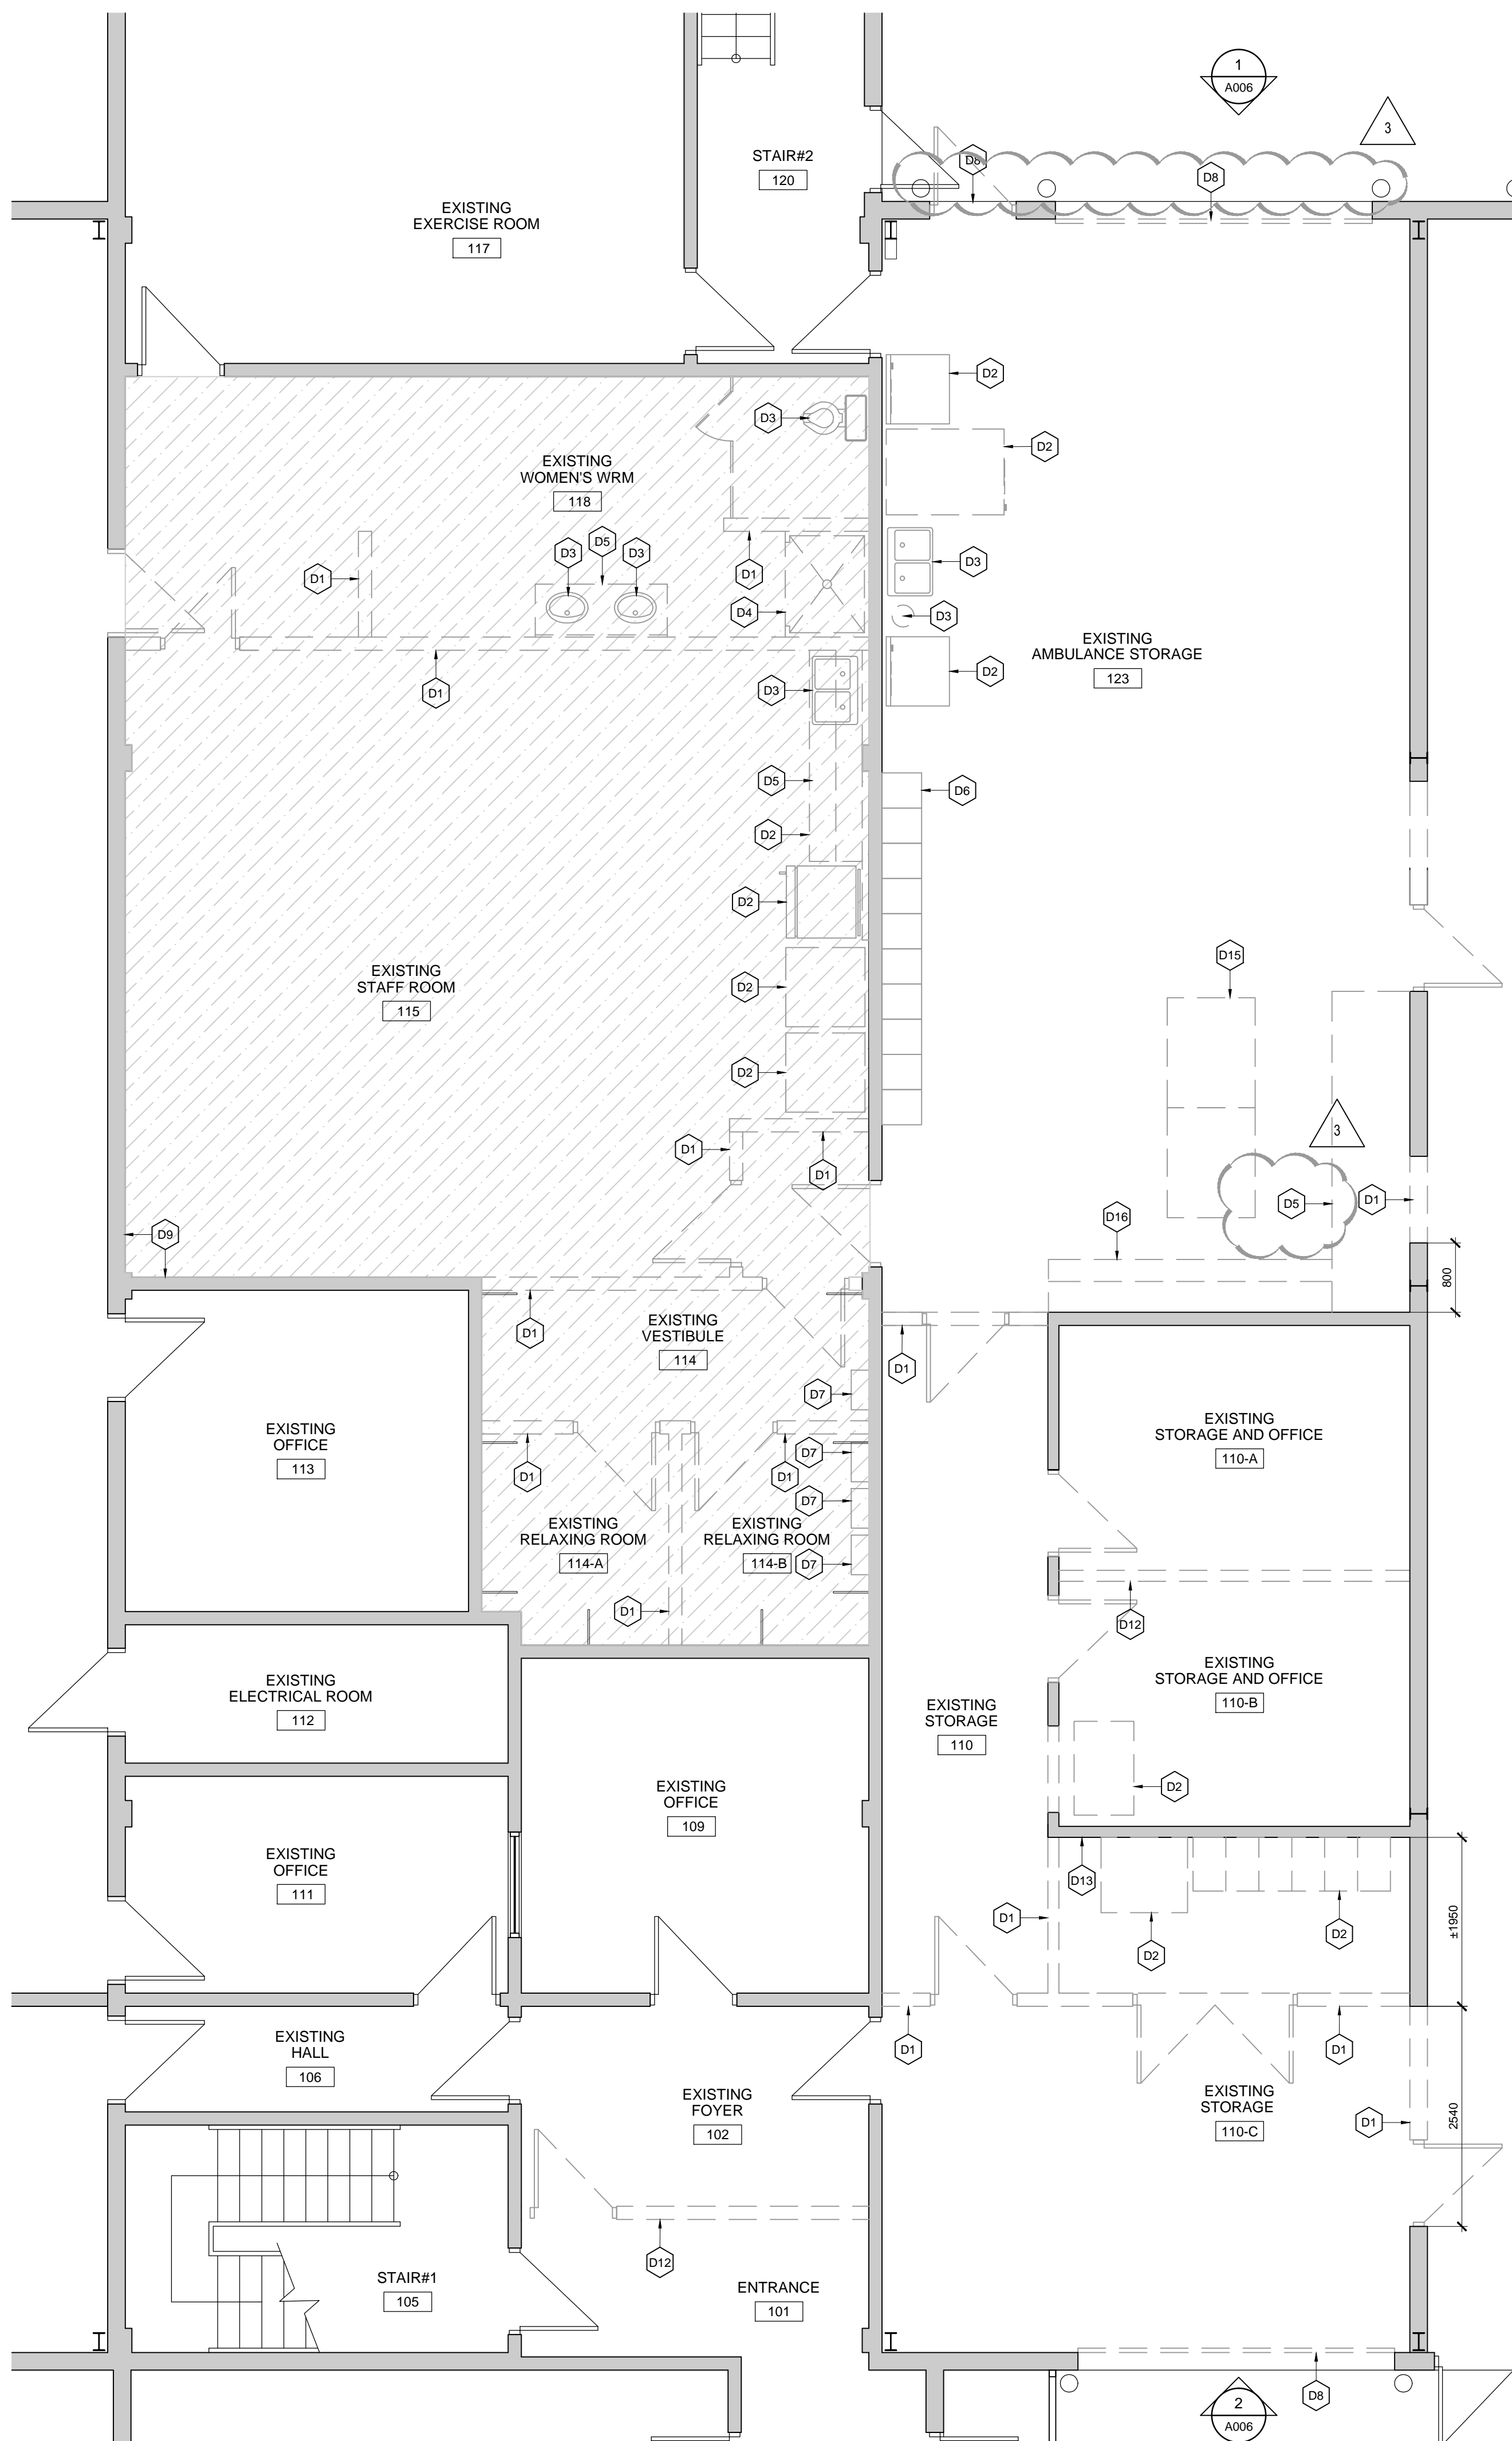 1
A006
3
STAIR#2
120
D8
D8
EXISTING
EXERCISE ROOM
117
D2
D3
D2
EXISTING
WOMEN'S WRM
118
D5
D3
D3
D1
D1
D3
D4
D3
EXISTING
AMBULANCE STORAGE
123
D2
D3
D1
D5
D6
D2
D2
D15
EXISTING
STAFF ROOM
115
D2
D2
3
D1
D1
D5
D1
D16
D9
800
EXISTING
VESTIBULE
114
D1
D1
D7
EXISTING
STORAGE AND OFFICE
110-A
EXISTING
OFFICE
113
D7
D1
D1
D7
EXISTING
RELAXING ROOM
114-A
EXISTING
RELAXING ROOM
114-B
D7
D1
D12
EXISTING
STORAGE AND OFFICE
110-B
EXISTING
ELECTRICAL ROOM
112
EXISTING
STORAGE
110
D2
EXISTING
OFFICE
109
EXISTING
OFFICE
111
D13
D1
D2
D2
±1950
EXISTING
HALL
106
D1
D1
EXISTING
FOYER
102
EXISTING
STORAGE
110-C
D1
2540
D12
STAIR#1
105
ENTRANCE
101
D8
2
A006